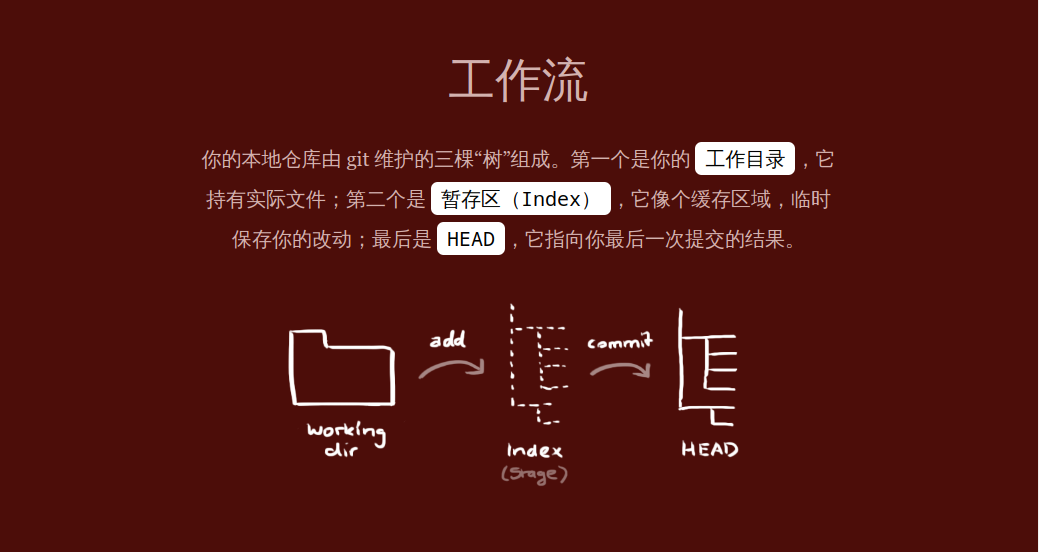 工作流
你的本地仓库由 git 维护的三棵“树”组成。第一个是你的 工作目录，它
持有实际文件；第二个是 暂存区（Index），它像个缓存区域，临时
保存你的改动；最后是 HEAD，它指向你最后一次提交的结果。
add
commit
working
dir
Index
(Stage)
HEAD